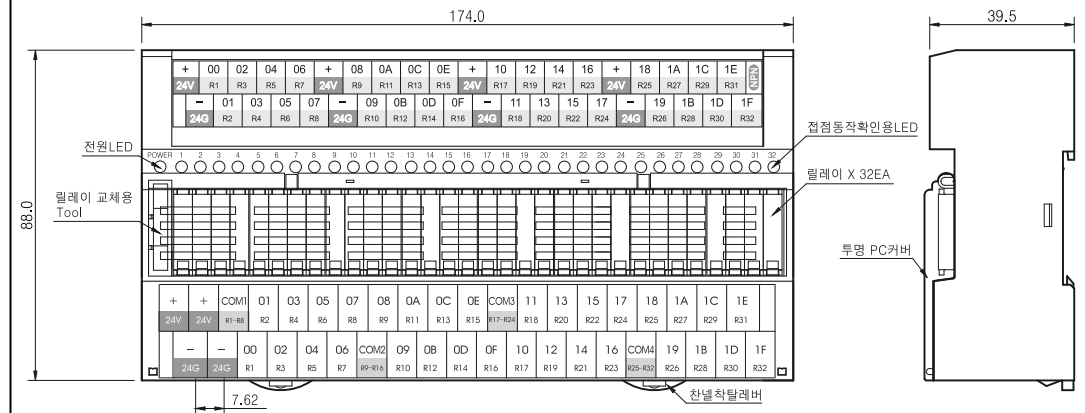 174.0
39.5
88.0
+ 00 02 04 06 + 08 0A 0C 0E + 10 12 14 16 + 18 1A 1C 1E NPN
24V R1 R3 R5 R7 24V R9 R11 R13 R15 24V R17 R19 R21 R23 24V R25 R27 R29 R31
− 01 03 05 07 − 09 0B 0D 0F − 11 13 15 17 − 19 1B 1D 1F
24G R2 R4 R6 R8 24G R10 R12 R14 R16 24G R18 R20 R22 R24 24G R26 R28 R30 R32
전원LED
접점동작확인용LED
POWER 1 2 3 4 5 6 7 8 9 10 11 12 13 14 15 16 17 18 19 20 21 22 23 24 25 26 27 28 29 30 31 32
릴레이 교체용
Tool
릴레이 X 32EA
투명 PC커버
+ + COM1 01 03 05 07 08 0A 0C 0E COM3 11 13 15 17 18 1A 1C 1E
24V 24V R1-R8 R2 R4 R6 R8 R9 R11 R13 R15 R17-R24 R18 R20 R22 R24 R25 R27 R29 R31
− − 00 02 04 06 COM2 09 0B 0D 0F 10 12 14 16 COM4 19 1B 1D 1F
24G 24G R1 R3 R5 R7 R9-R16 R10 R12 R14 R16 R17 R19 R21 R23 R25-R32 R26 R28 R30 R32
7.62
찬넬착탈레버